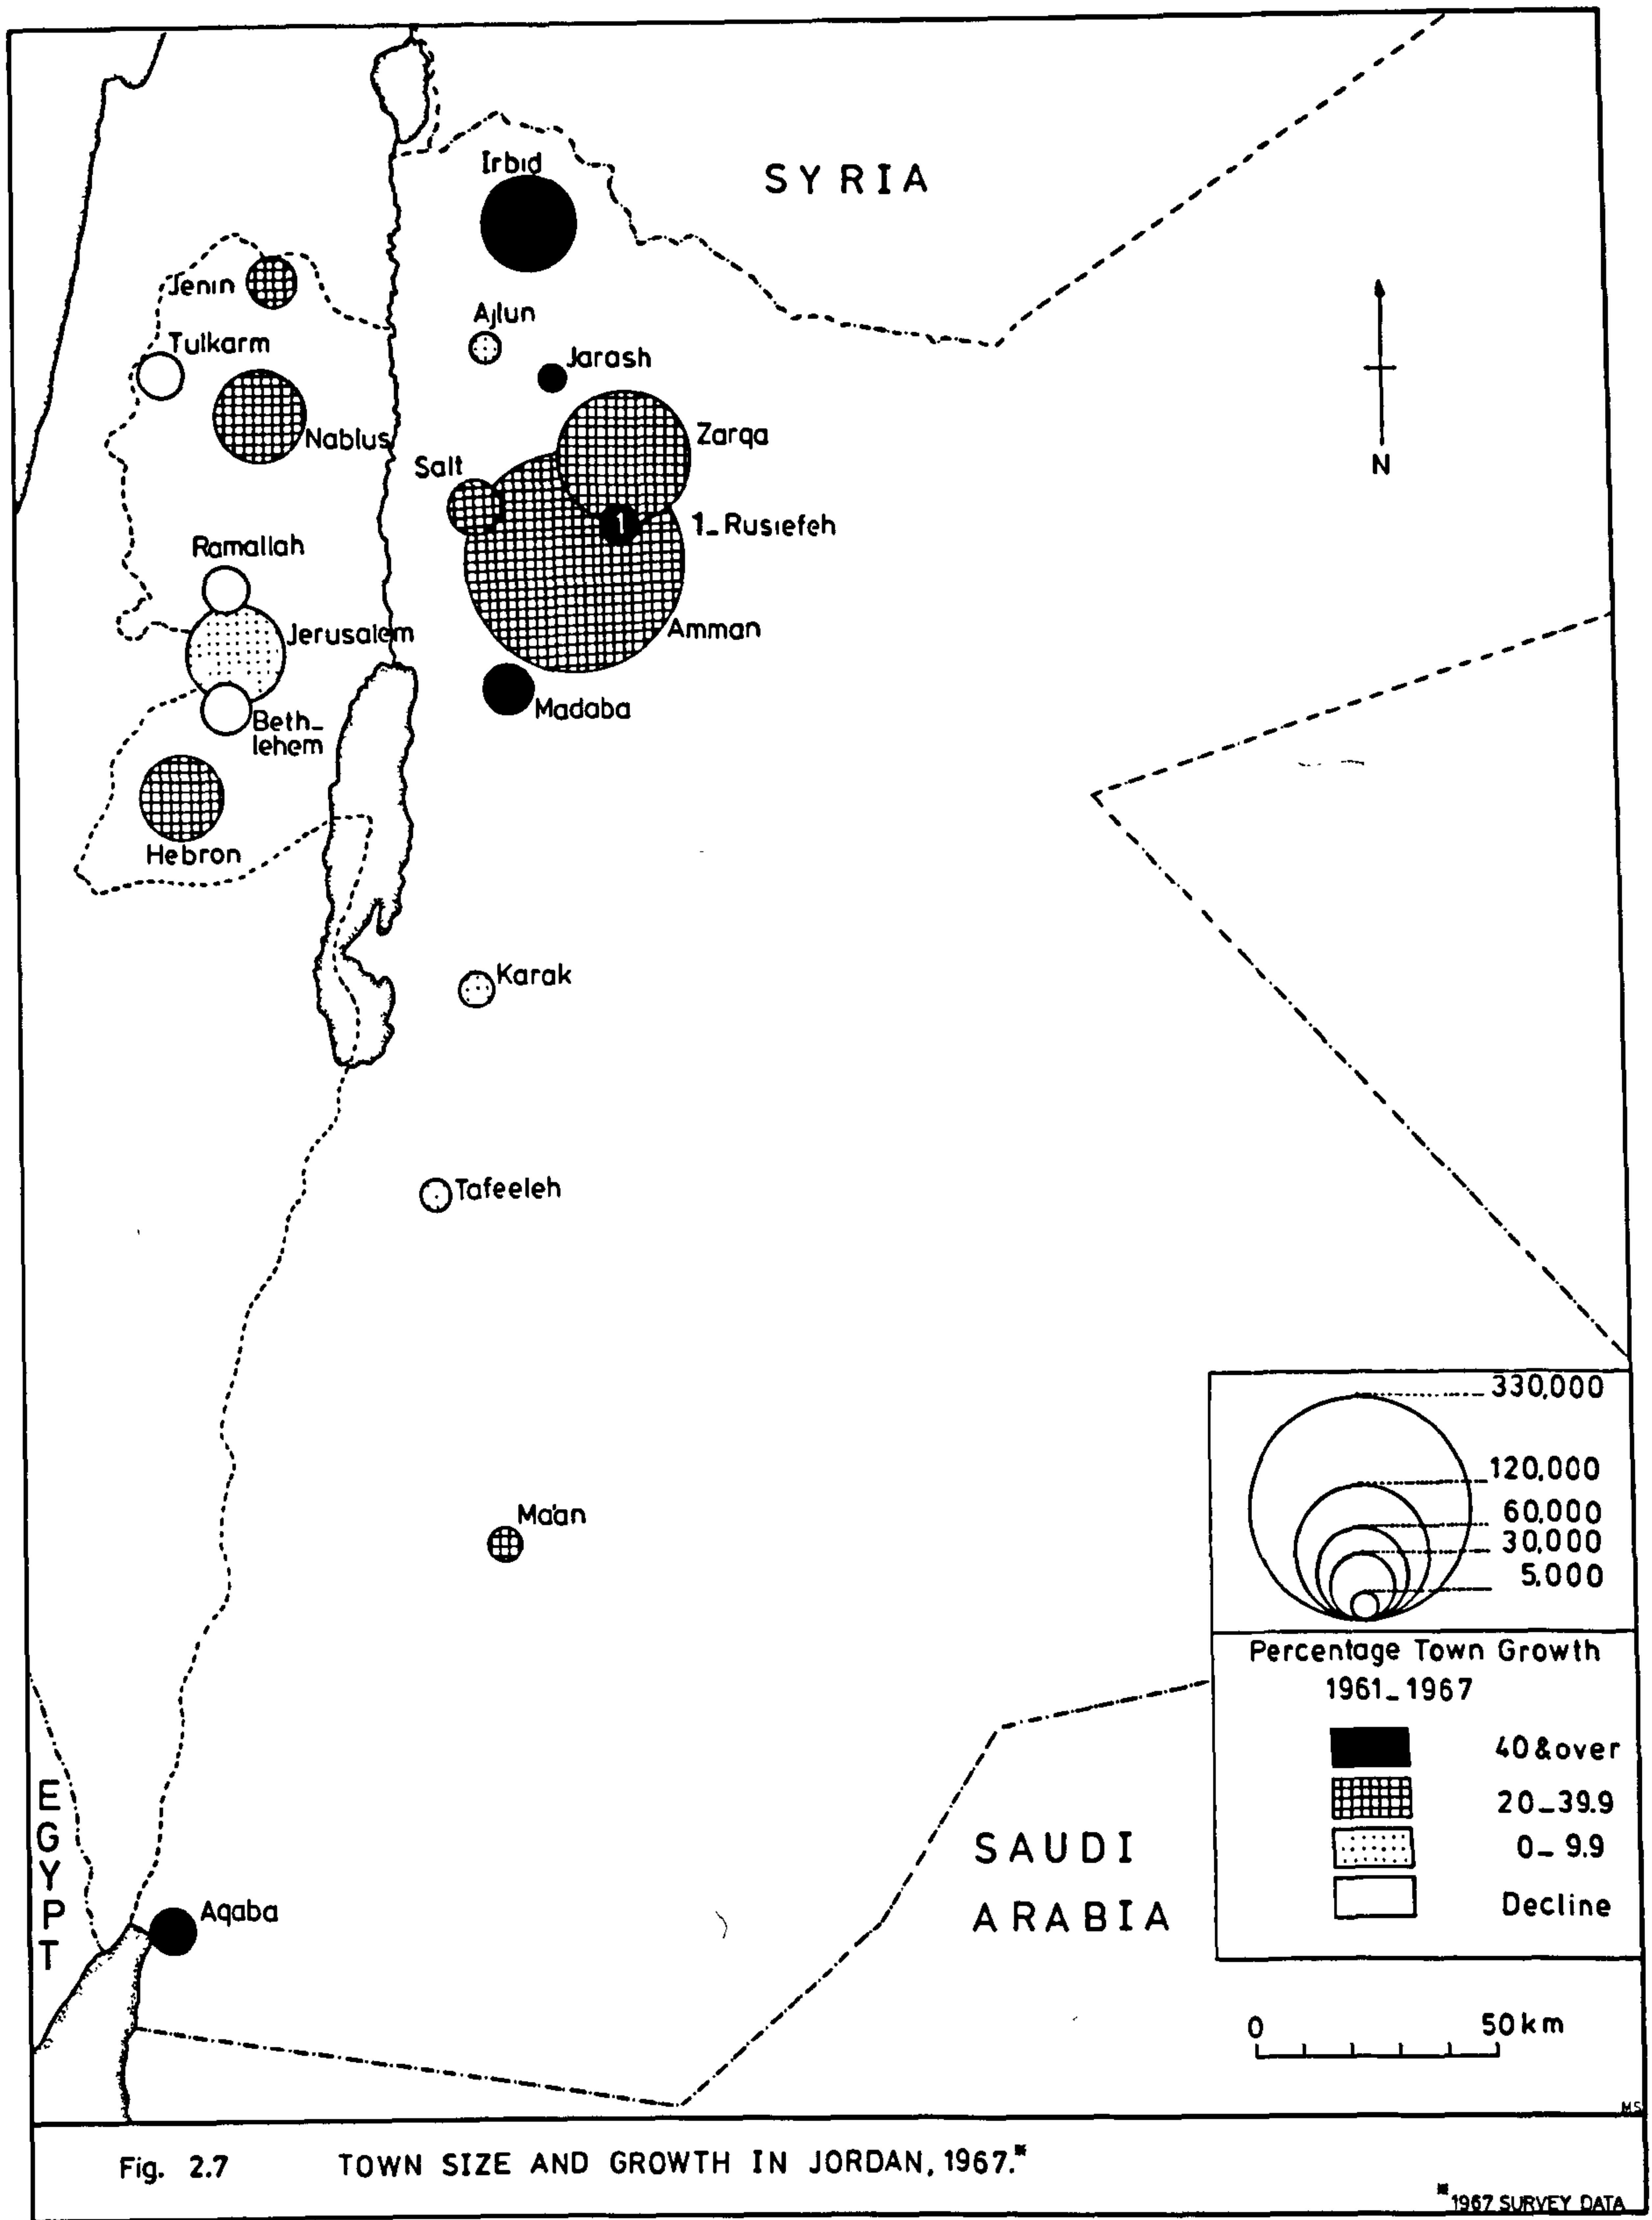 SYRIA
Irbid
Jenin
Ajlun
Tulkarm
Jarash
Nablus
Zarqa
Salt
N
1
1_Rusiefeh
Ramallah
Jerusalem
Amman
Madaba
Beth_
lehem
Hebron
Karak
Tafeeleh
Ma'an
330,000
120,000
60,000
30,000
5,000
Percentage Town Growth
1961_1967
40&over
20_39.9
0_9.9
Decline
EGYPT
SAUDI
ARABIA
Aqaba
0 50km
MS
Fig. 2.7 TOWN SIZE AND GROWTH IN JORDAN, 1967.*
*1967 SURVEY DATA